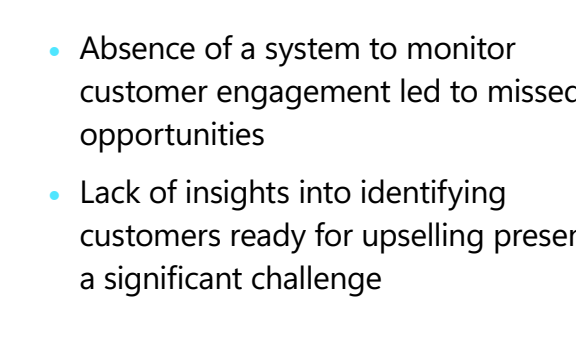 • Absence of a system to monitor
customer engagement led to missed
opportunities
• Lack of insights into identifying
customers ready for upselling
a significant challenge